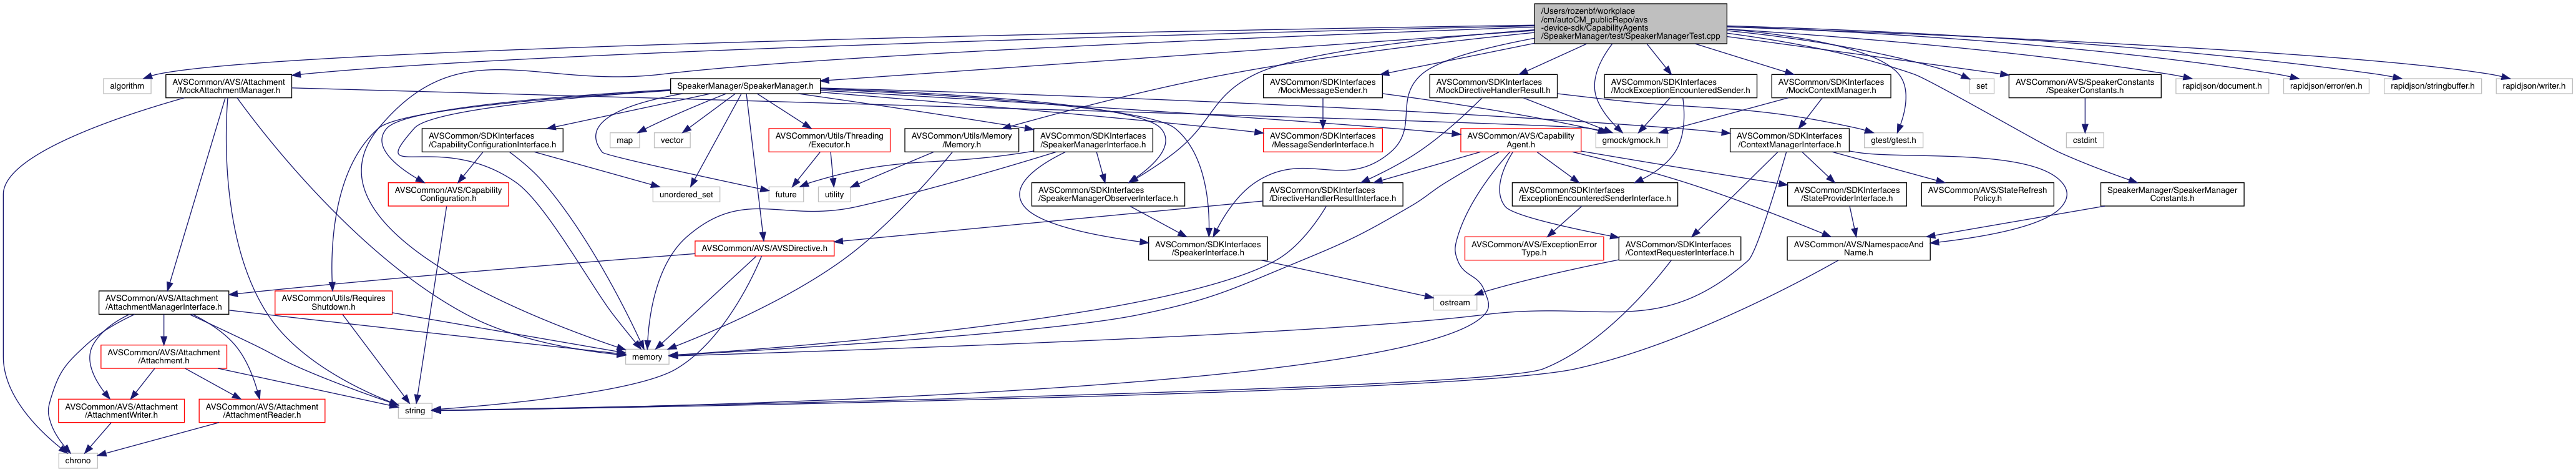 /Users/rozenbf/workplace
/cm/autoCM_publicRepo/avs
-device-sdk/CapabilityAgents
/SpeakerManager/test/SpeakerManagerTest.cpp
algorithm
AVSCommon/AVS/Attachment
/MockAttachmentManager.h
SpeakerManager/SpeakerManager.h
AVSCommon/SDKInterfaces
/MockMessageSender.h
AVSCommon/SDKInterfaces
/MockDirectiveHandlerResult.h
AVSCommon/SDKInterfaces
/MockExceptionEncounteredSender.h
AVSCommon/SDKInterfaces
/MockContextManager.h
set
AVSCommon/AVS/SpeakerConstants
/SpeakerConstants.h
rapidjson/document.h
rapidjson/error/en.h
rapidjson/stringbuffer.h
rapidjson/writer.h
AVSCommon/SDKInterfaces
/CapabilityConfigurationInterface.h
map
vector
AVSCommon/Utils/Threading
/Executor.h
AVSCommon/Utils/Memory
/Memory.h
AVSCommon/SDKInterfaces
/SpeakerManagerInterface.h
AVSCommon/SDKInterfaces
/MessageSenderInterface.h
AVSCommon/AVS/Capability
Agent.h
gmock/gmock.h
AVSCommon/SDKInterfaces
/ContextManagerInterface.h
gtest/gtest.h
cstdint
AVSCommon/AVS/Capability
Configuration.h
unordered_set
future
utility
AVSCommon/SDKInterfaces
/SpeakerManagerObserverInterface.h
AVSCommon/SDKInterfaces
/DirectiveHandlerResultInterface.h
AVSCommon/SDKInterfaces
/ExceptionEncounteredSenderInterface.h
AVSCommon/SDKInterfaces
/StateProviderInterface.h
AVSCommon/AVS/StateRefresh
Policy.h
SpeakerManager/SpeakerManager
Constants.h
AVSCommon/AVS/AVSDirective.h
AVSCommon/SDKInterfaces
/SpeakerInterface.h
AVSCommon/AVS/ExceptionError
Type.h
AVSCommon/SDKInterfaces
/ContextRequesterInterface.h
AVSCommon/AVS/NamespaceAnd
Name.h
AVSCommon/AVS/Attachment
/AttachmentManagerInterface.h
AVSCommon/Utils/Requires
Shutdown.h
ostream
AVSCommon/AVS/Attachment
/Attachment.h
memory
AVSCommon/AVS/Attachment
/AttachmentWriter.h
AVSCommon/AVS/Attachment
/AttachmentReader.h
string
chrono